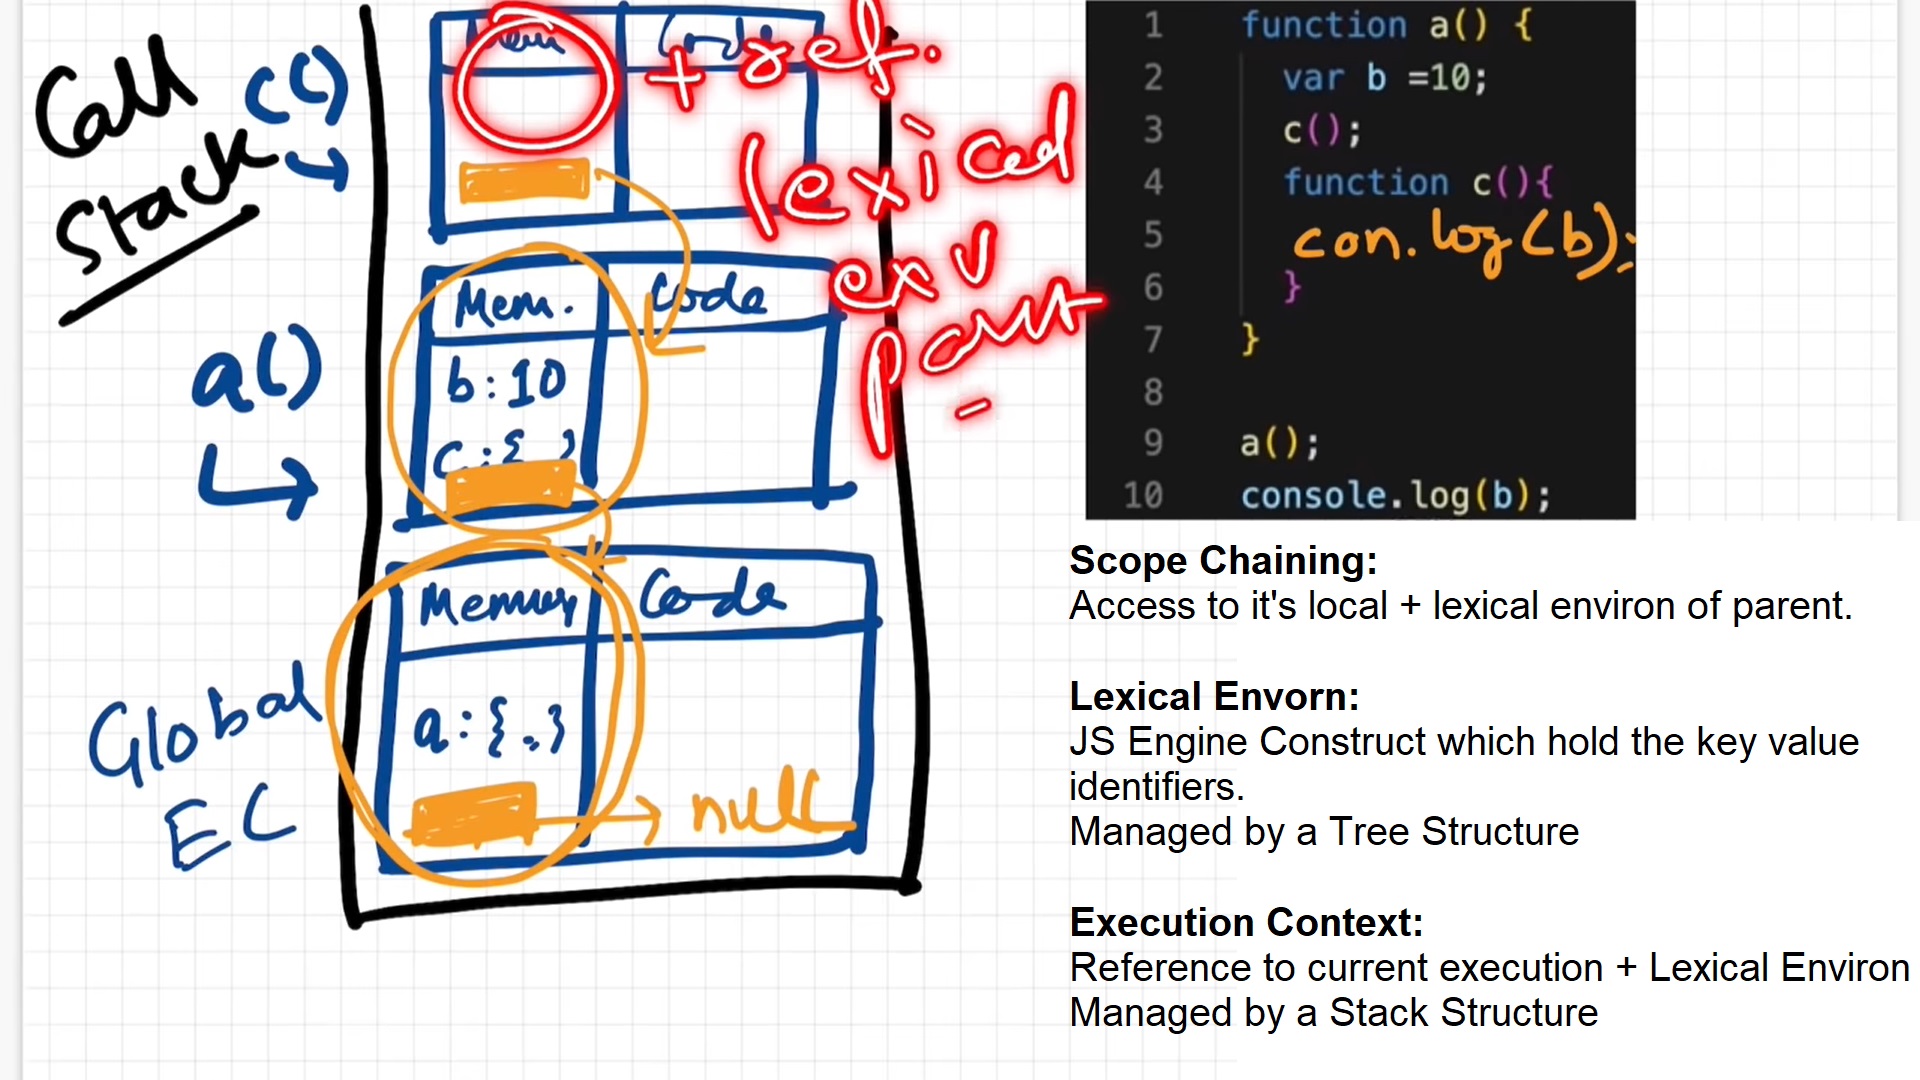 Call
Stack
c()
Mem
Code
+ ref.
lexical
env
part
a()
Mem.
Code
b:10
c:{ }
Global
EC
Memory
Code
a:{.}
null
1 function a() {
2 var b =10;
3 c();
4 function c(){
5 con.log(b);
6 }
7 }
8
9 a();
10 console.log(b);
Scope Chaining:
Access to it's local + lexical environ of parent.
Lexical Envorn:
JS Engine Construct which hold the key value
identifiers.
Managed by a Tree Structure
Execution Context:
Reference to current execution + Lexical Environ
Managed by a Stack Structure